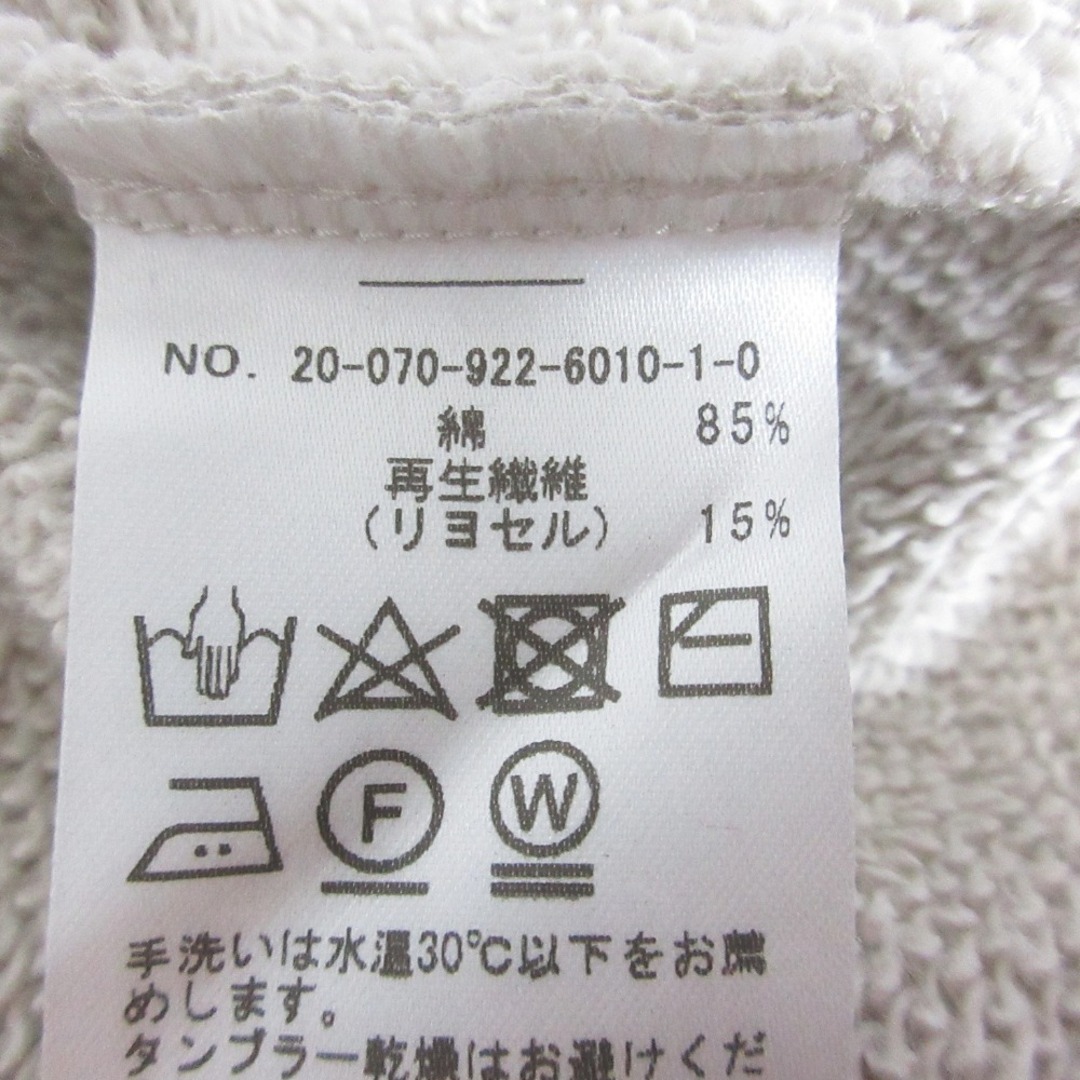 NO. 20-070-922-6010-1-0
綿 85%
再生繊維
(リヨセル) 15%
F W
手洗いは水温30℃以下をお薦
めします。
タンブラー乾燥はお避けくだ